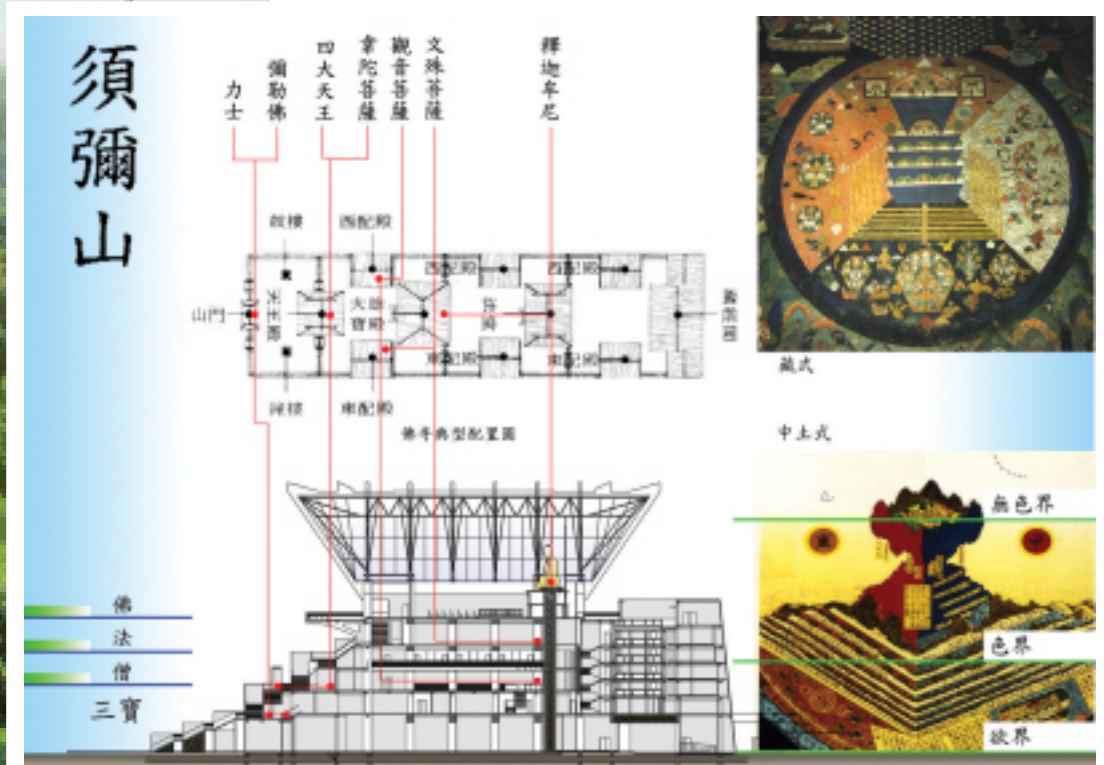 須彌山
力士
彌勒佛
四大天王
韋陀菩薩
觀音菩薩
文殊菩薩
釋迦牟尼
鼓樓
西配殿
西配殿
西配殿
山門
天王殿
大雄寶殿
東配殿
東配殿
鐘樓
東配殿
佛寺典型配置圖
藏式
中土式
無色界
色界
欲界
佛
法
僧
三寶